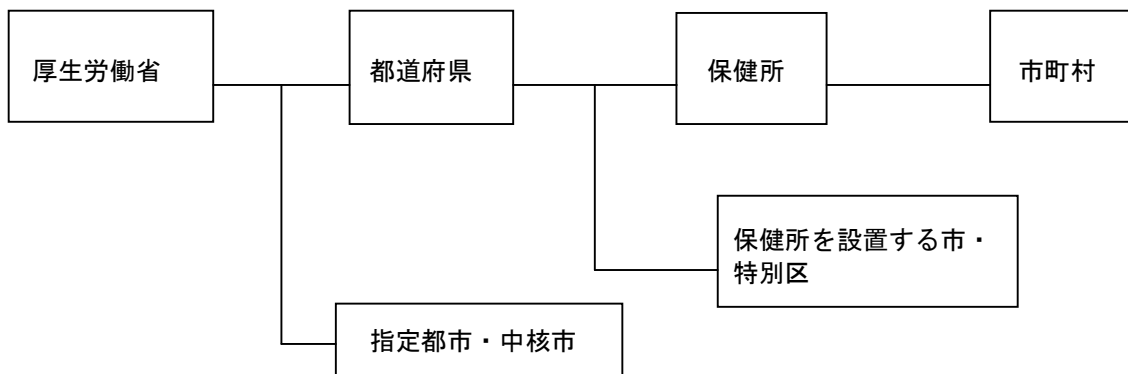 厚生労働省
都道府県
保健所
市町村
保健所を設置する市・
特別区
指定都市・中核市